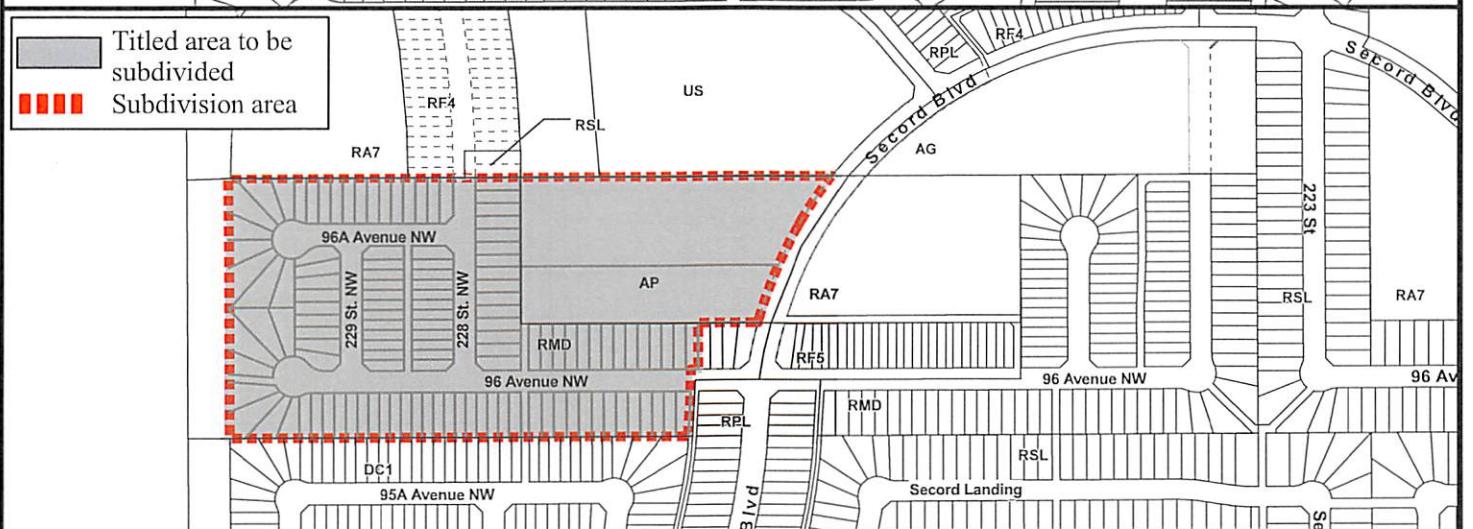 Titled area to be
subdivided
Subdivision area
RPL
RF4
Secord Blvd
RF4
US
RSL
RA7
Secord Blvd
AG
96A Avenue NW
223 St
229 St. NW
228 St. NW
AP
RA7
RSL
RA7
RMD
RF5
96 Avenue NW
96 Avenue NW
96 Av
RPL
RMD
DC1
RSL
95A Avenue NW
Blvd
Secord Landing
Se